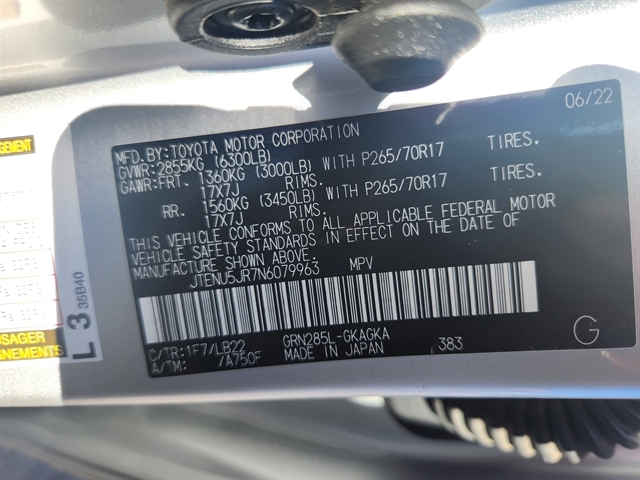 06/22
MFD.BY:TOYOTA MOTOR CORPORATION
GVWR:2855KG (6300LB)
GAWR:FRT. 1360KG (3000LB) WITH P265/70R17 TIRES.
17X7J RIMS.
RR. 1560KG (3450LB) WITH P265/70R17 TIRES.
17X7J RIMS.
THIS VEHICLE CONFORMS TO ALL APPLICABLE FEDERAL MOTOR
VEHICLE SAFETY STANDARDS IN EFFECT ON THE DATE OF
MANUFACTURE SHOWN ABOVE.
JTENU5JR7N6079963 MPV
C/TR:1F7/LB22 GRN285L-GKAGKA
A/TM: /A750F MADE IN JAPAN 383
G
L 3 35B40